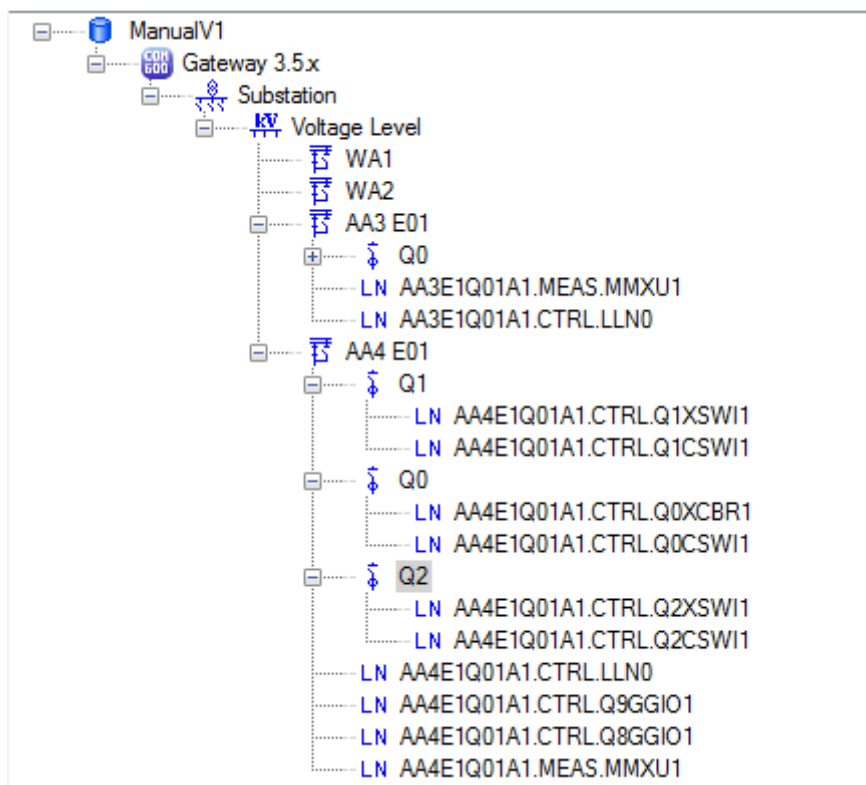 ManualV1
COM600 Gateway 3.5.x
Substation
kV Voltage Level
WA1
WA2
AA3 E01
Q0
LN AA3E1Q01A1.MEAS.MMXU1
LN AA3E1Q01A1.CTRL.LLN0
AA4 E01
Q1
LN AA4E1Q01A1.CTRL.Q1XSWI1
LN AA4E1Q01A1.CTRL.Q1CSWI1
Q0
LN AA4E1Q01A1.CTRL.Q0XCBR1
LN AA4E1Q01A1.CTRL.Q0CSWI1
Q2
LN AA4E1Q01A1.CTRL.Q2XSWI1
LN AA4E1Q01A1.CTRL.Q2CSWI1
LN AA4E1Q01A1.CTRL.LLN0
LN AA4E1Q01A1.CTRL.Q9GGIO1
LN AA4E1Q01A1.CTRL.Q8GGIO1
LN AA4E1Q01A1.MEAS.MMXU1